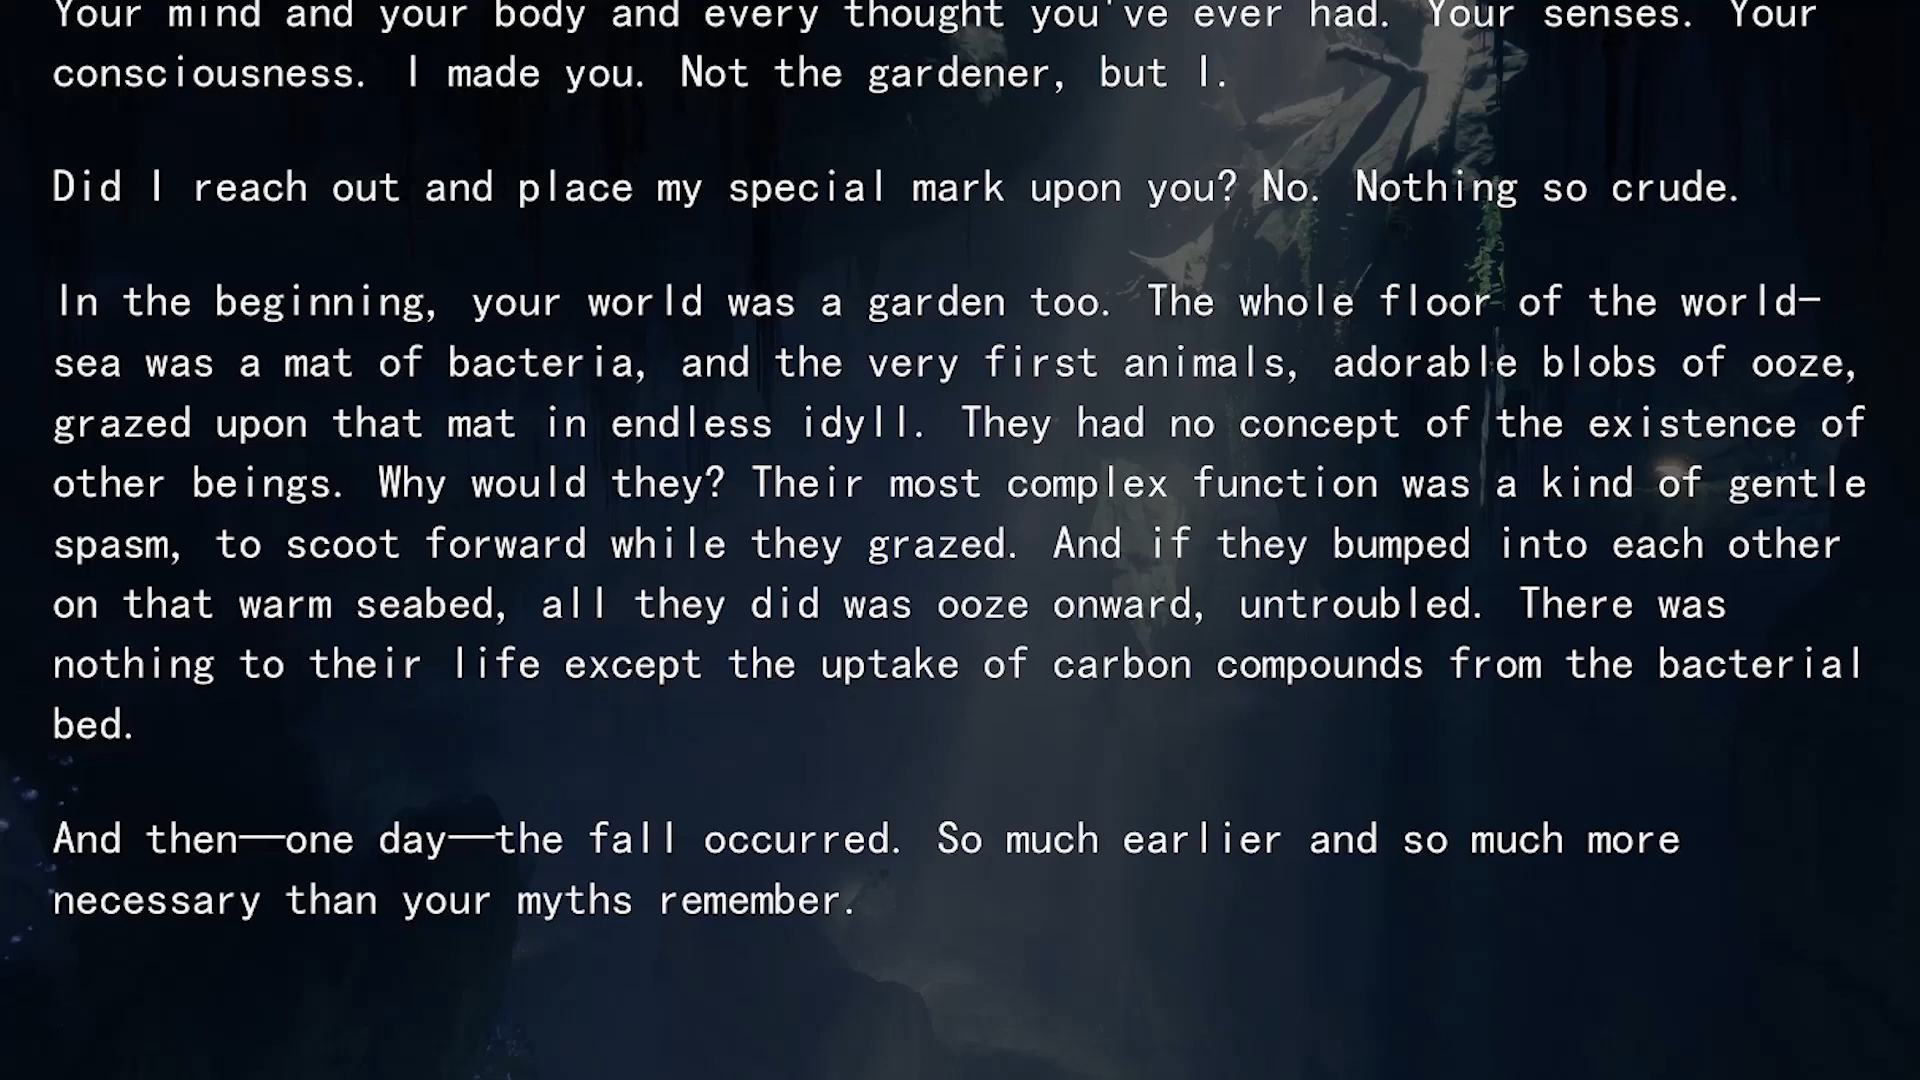 Your mind and your body and every thought you've ever had. Your senses. Your
consciousness. I made you. Not the gardener, but I.
Did I reach out and place my special mark upon you? No. Nothing so crude.
In the beginning, your world was a garden too. The whole floor of the world-
sea was a mat of bacteria, and the very first animals, adorable blobs of ooze,
grazed upon that mat in endless idyll. They had no concept of the existence of
other beings. Why would they? Their most complex function was a kind of gentle
spasm, to scoot forward while they grazed. And if they bumped into each other
on that warm seabed, all they did was ooze onward, untroubled. There was
nothing to their life except the uptake of carbon compounds from the bacterial
bed.
And then——one day——the fall occurred. So much earlier and so much more
necessary than your myths remember.